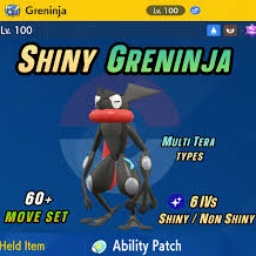 Greninja
Lv. 100
Lv. 100
SHINY GRENINJA
MULTI TERA
TYPES
60+
MOVE SET
6 IVS
SHINY / NON SHINY
Held Item
Ability Patch